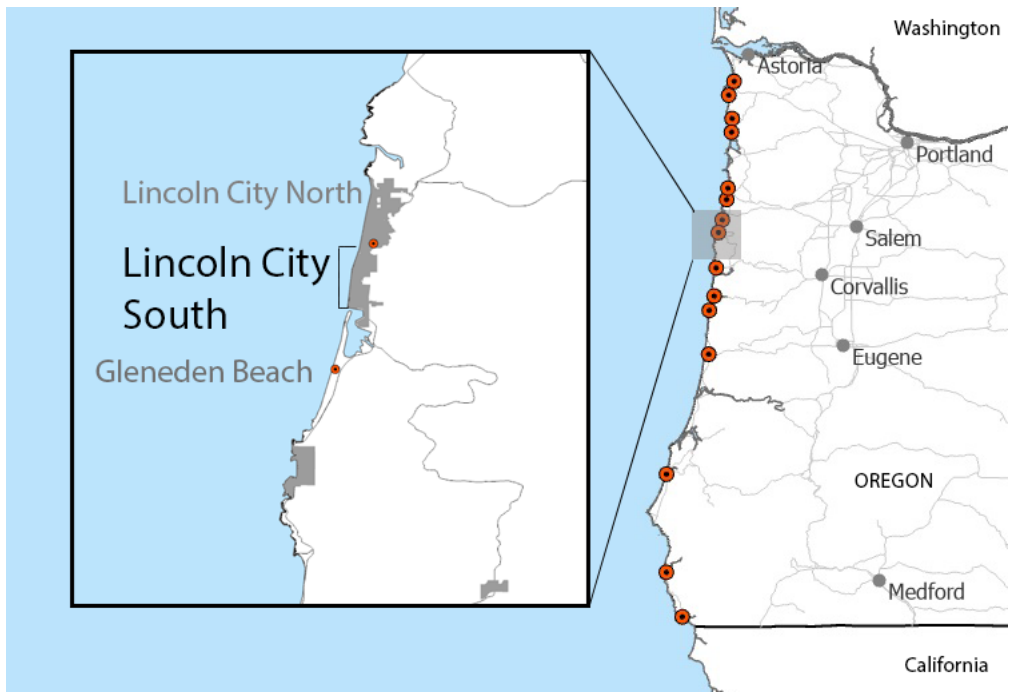 Washington
Astoria
Portland
Lincoln City North
Lincoln City
South
Salem
Corvallis
Gleneden Beach
Eugene
OREGON
Medford
California